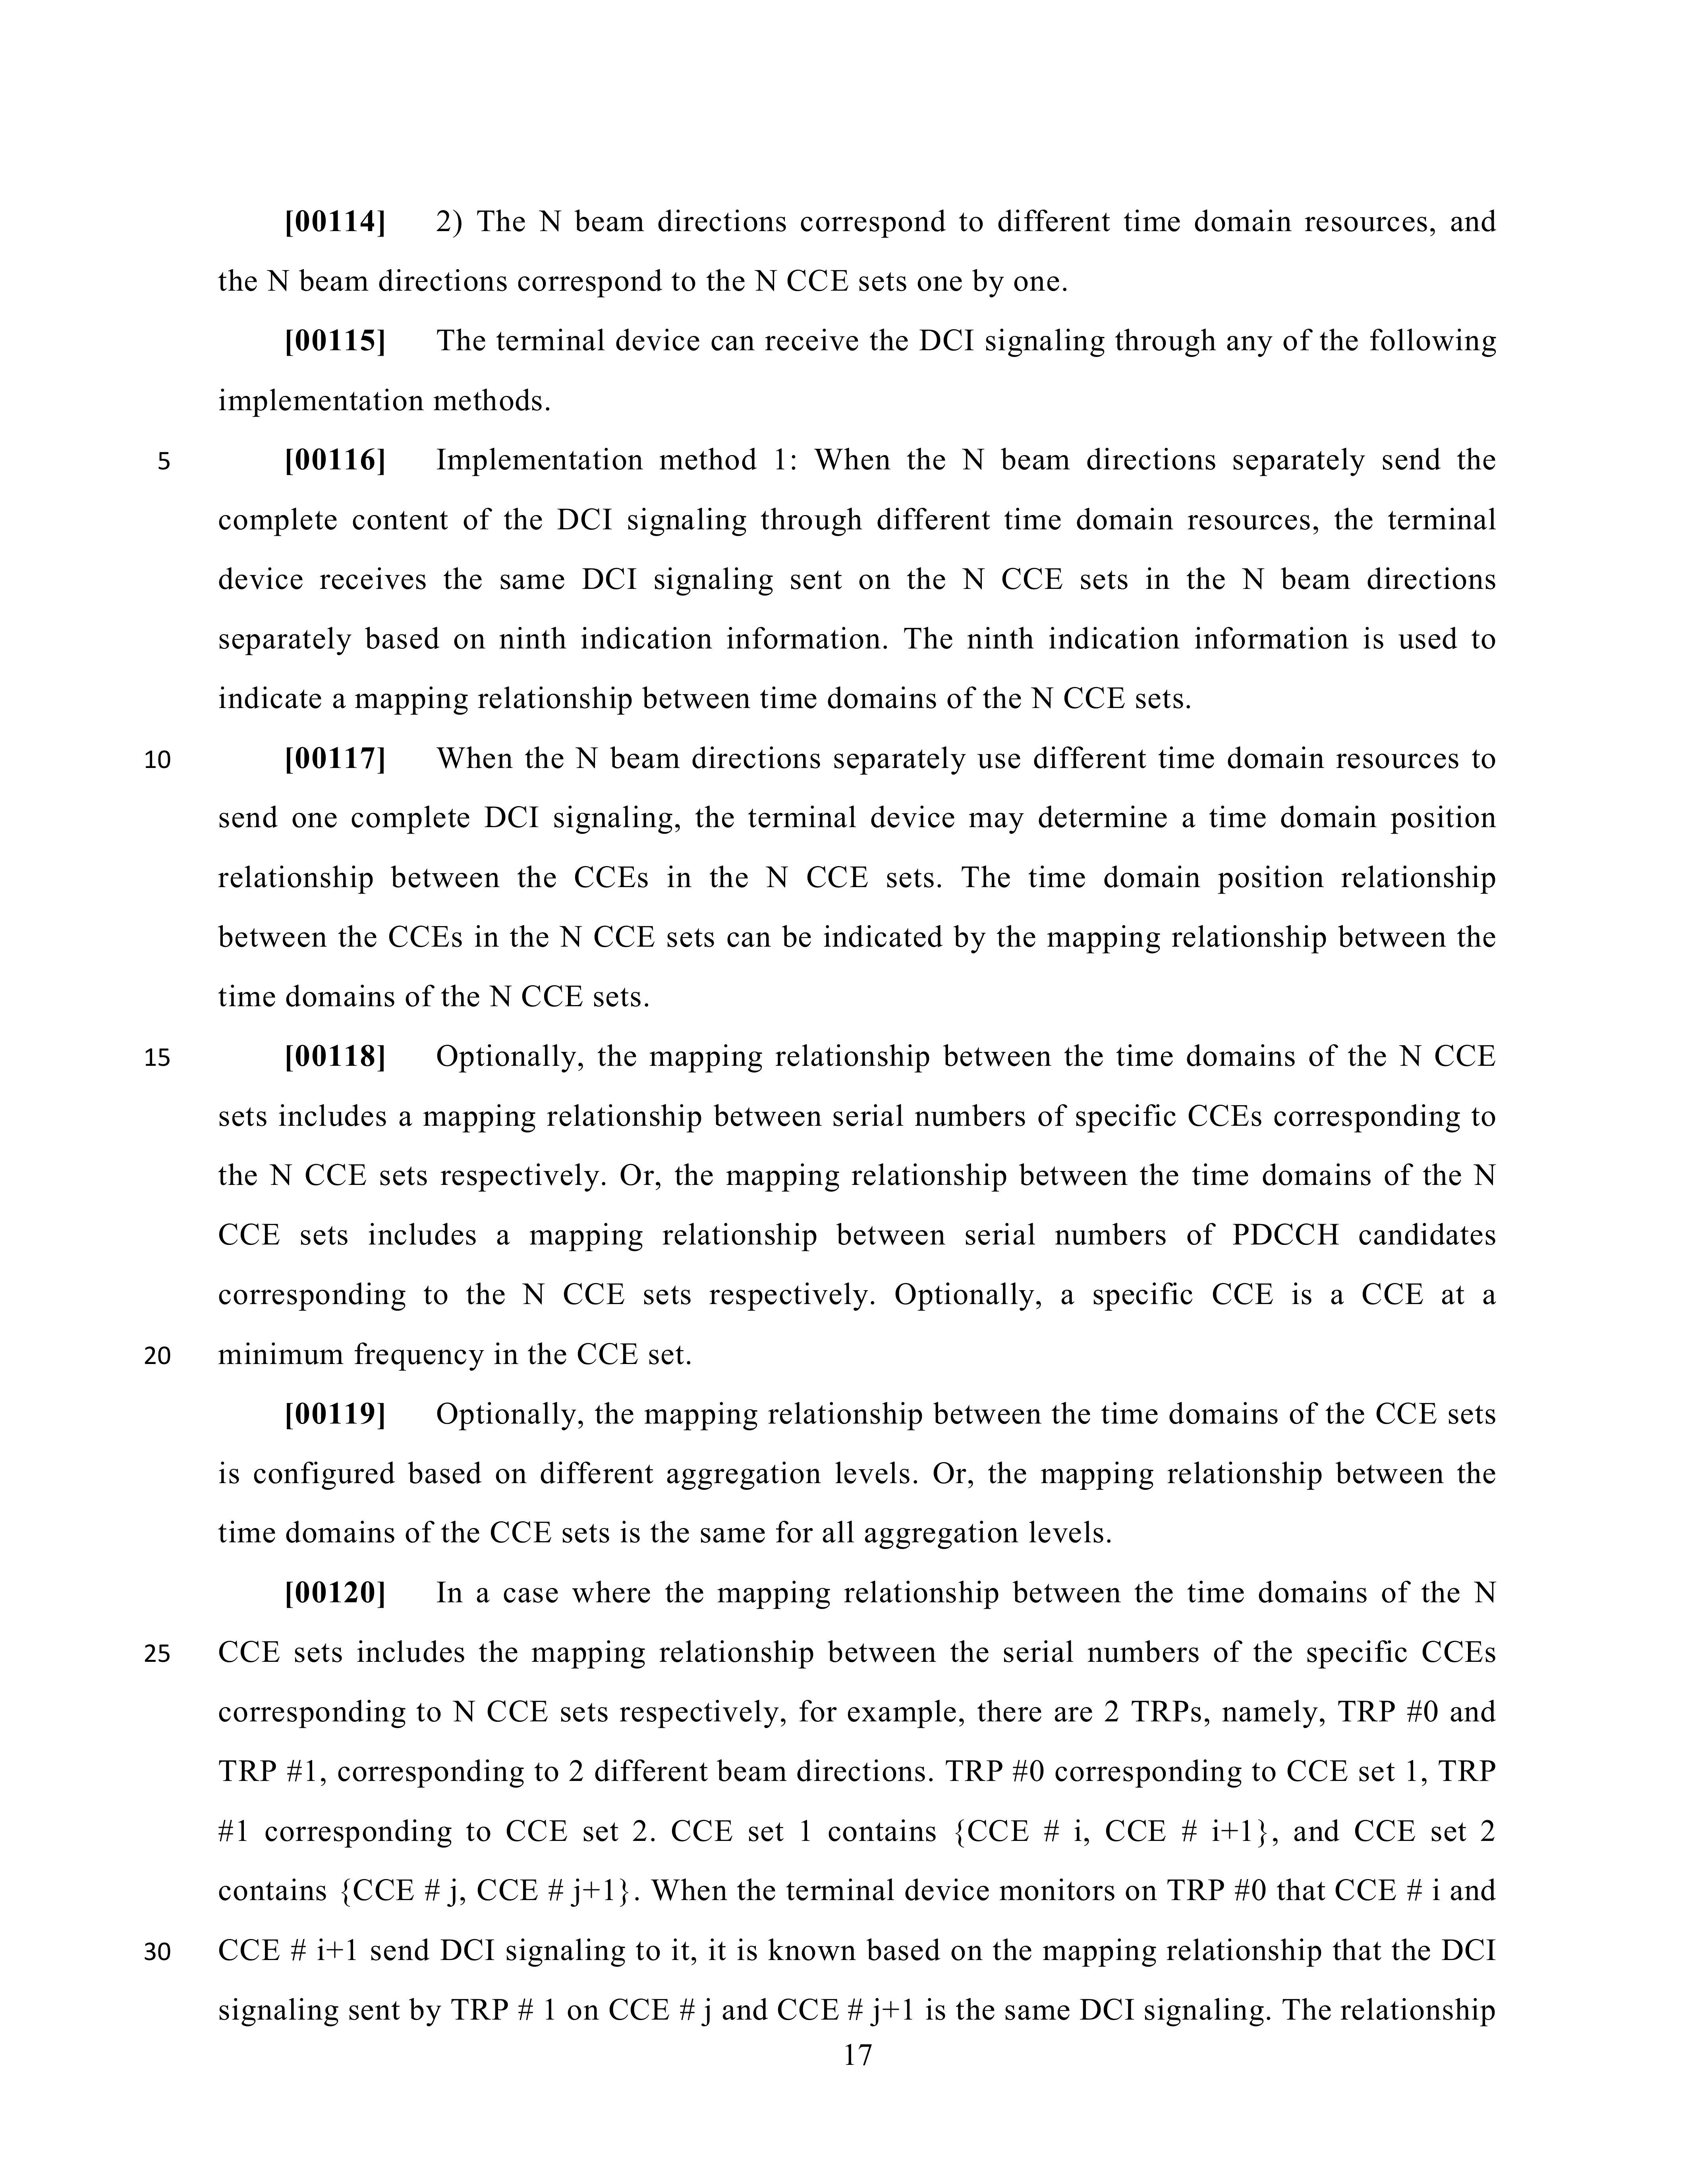 [00114] 2) The N beam directions correspond to different time domain resources, and
the N beam directions correspond to the N CCE sets one by one.
[00115] The terminal device can receive the DCI signaling through any of the following
implementation methods.
5 [00116] Implementation method 1: When the N beam directions separately send the
complete content of the DCI signaling through different time domain resources, the terminal
device receives the same DCI signaling sent on the N CCE sets in the N beam directions
separately based on ninth indication information. The ninth indication information is used to
indicate a mapping relationship between time domains of the N CCE sets.
10 [00117] When the N beam directions separately use different time domain resources to
send one complete DCI signaling, the terminal device may determine a time domain position
relationship between the CCEs in the N CCE sets. The time domain position relationship
between the CCEs in the N CCE sets can be indicated by the mapping relationship between the
time domains of the N CCE sets.
15 [00118] Optionally, the mapping relationship between the time domains of the N CCE
sets includes a mapping relationship between serial numbers of specific CCEs corresponding to
the N CCE sets respectively. Or, the mapping relationship between the time domains of the N
CCE sets includes a mapping relationship between serial numbers of PDCCH candidates
corresponding to the N CCE sets respectively. Optionally, a specific CCE is a CCE at a
20 minimum frequency in the CCE set.
[00119] Optionally, the mapping relationship between the time domains of the CCE sets
is configured based on different aggregation levels. Or, the mapping relationship between the
time domains of the CCE sets is the same for all aggregation levels.
[00120] In a case where the mapping relationship between the time domains of the N
25 CCE sets includes the mapping relationship between the serial numbers of the specific CCEs
corresponding to N CCE sets respectively, for example, there are 2 TRPs, namely, TRP #0 and
TRP #1, corresponding to 2 different beam directions. TRP #0 corresponding to CCE set 1, TRP
#1 corresponding to CCE set 2. CCE set 1 contains {CCE # i, CCE # i+1}, and CCE set 2
contains {CCE # j, CCE # j+1}. When the terminal device monitors on TRP #0 that CCE # i and
30 CCE # i+1 send DCI signaling to it, it is known based on the mapping relationship that the DCI
signaling sent by TRP # 1 on CCE # j and CCE # j+1 is the same DCI signaling. The relationship
17